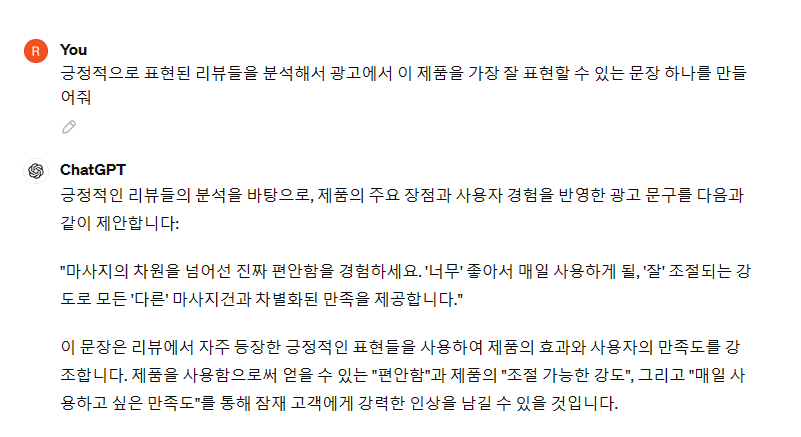 R
You
긍정적으로 표현된 리뷰들을 분석해서 광고에서 이 제품을 가장 잘 표현할 수 있는 문장 하나를 만들
어줘
ChatGPT
긍정적인 리뷰들의 분석을 바탕으로, 제품의 주요 장점과 사용자 경험을 반영한 광고 문구를 다음과
같이 제안합니다:
"마사지의 차원을 넘어선 진짜 편안함을 경험하세요. '너무' 좋아서 매일 사용하게 될, '잘' 조절되는 강
도로 모든 '다른' 마사지건과 차별화된 만족을 제공합니다."
이 문장은 리뷰에서 자주 등장한 긍정적인 표현들을 사용하여 제품의 효과와 사용자의 만족도를 강
조합니다. 제품을 사용함으로써 얻을 수 있는 "편안함"과 제품의 "조절 가능한 강도", 그리고 "매일 사
용하고 싶은 만족도"를 통해 잠재 고객에게 강력한 인상을 남길 수 있을 것입니다.